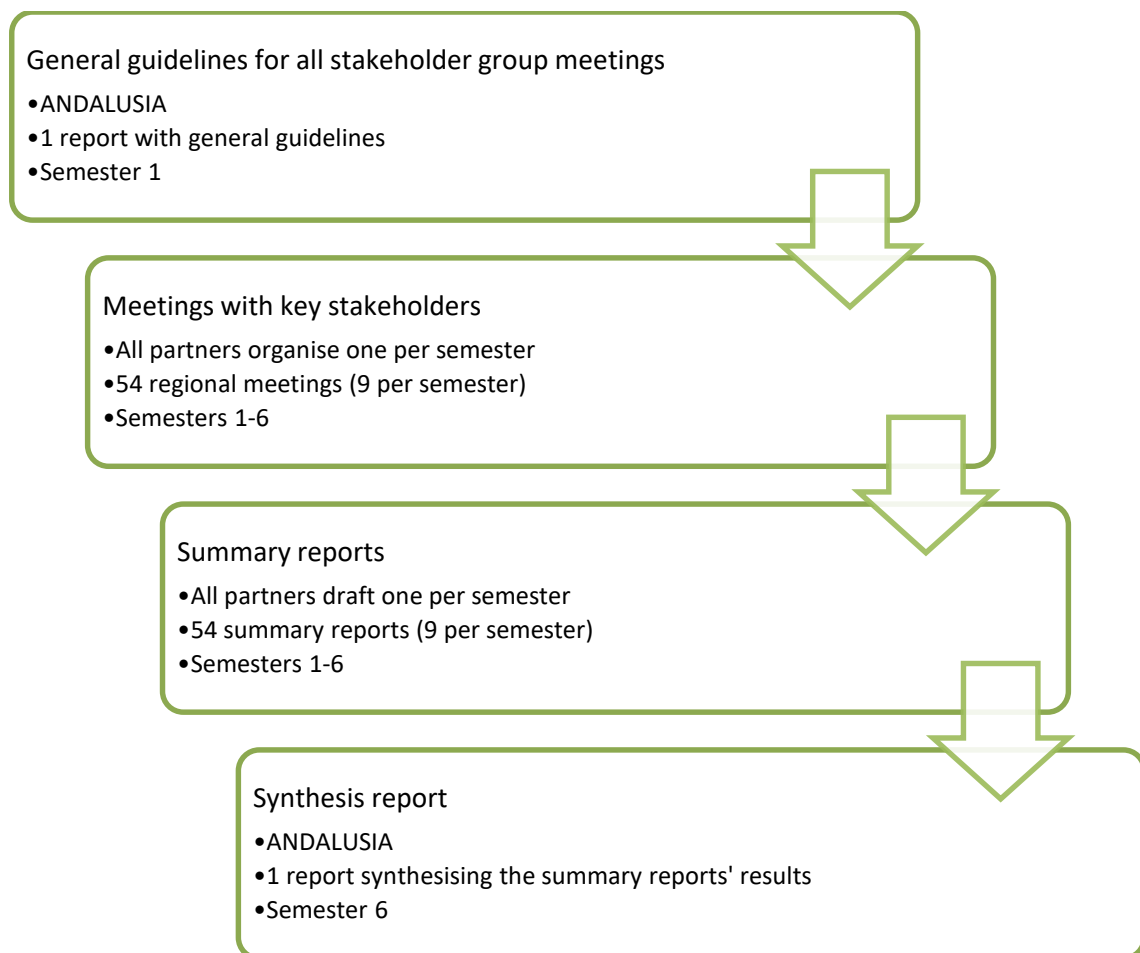 General guidelines for all stakeholder group meetings
•ANDALUSIA
•1 report with general guidelines
•Semester 1
Meetings with key stakeholders
•All partners organise one per semester
•54 regional meetings (9 per semester)
•Semesters 1-6
Summary reports
•All partners draft one per semester
•54 summary reports (9 per semester)
•Semesters 1-6
Synthesis report
•ANDALUSIA
•1 report synthesising the summary reports' results
•Semester 6